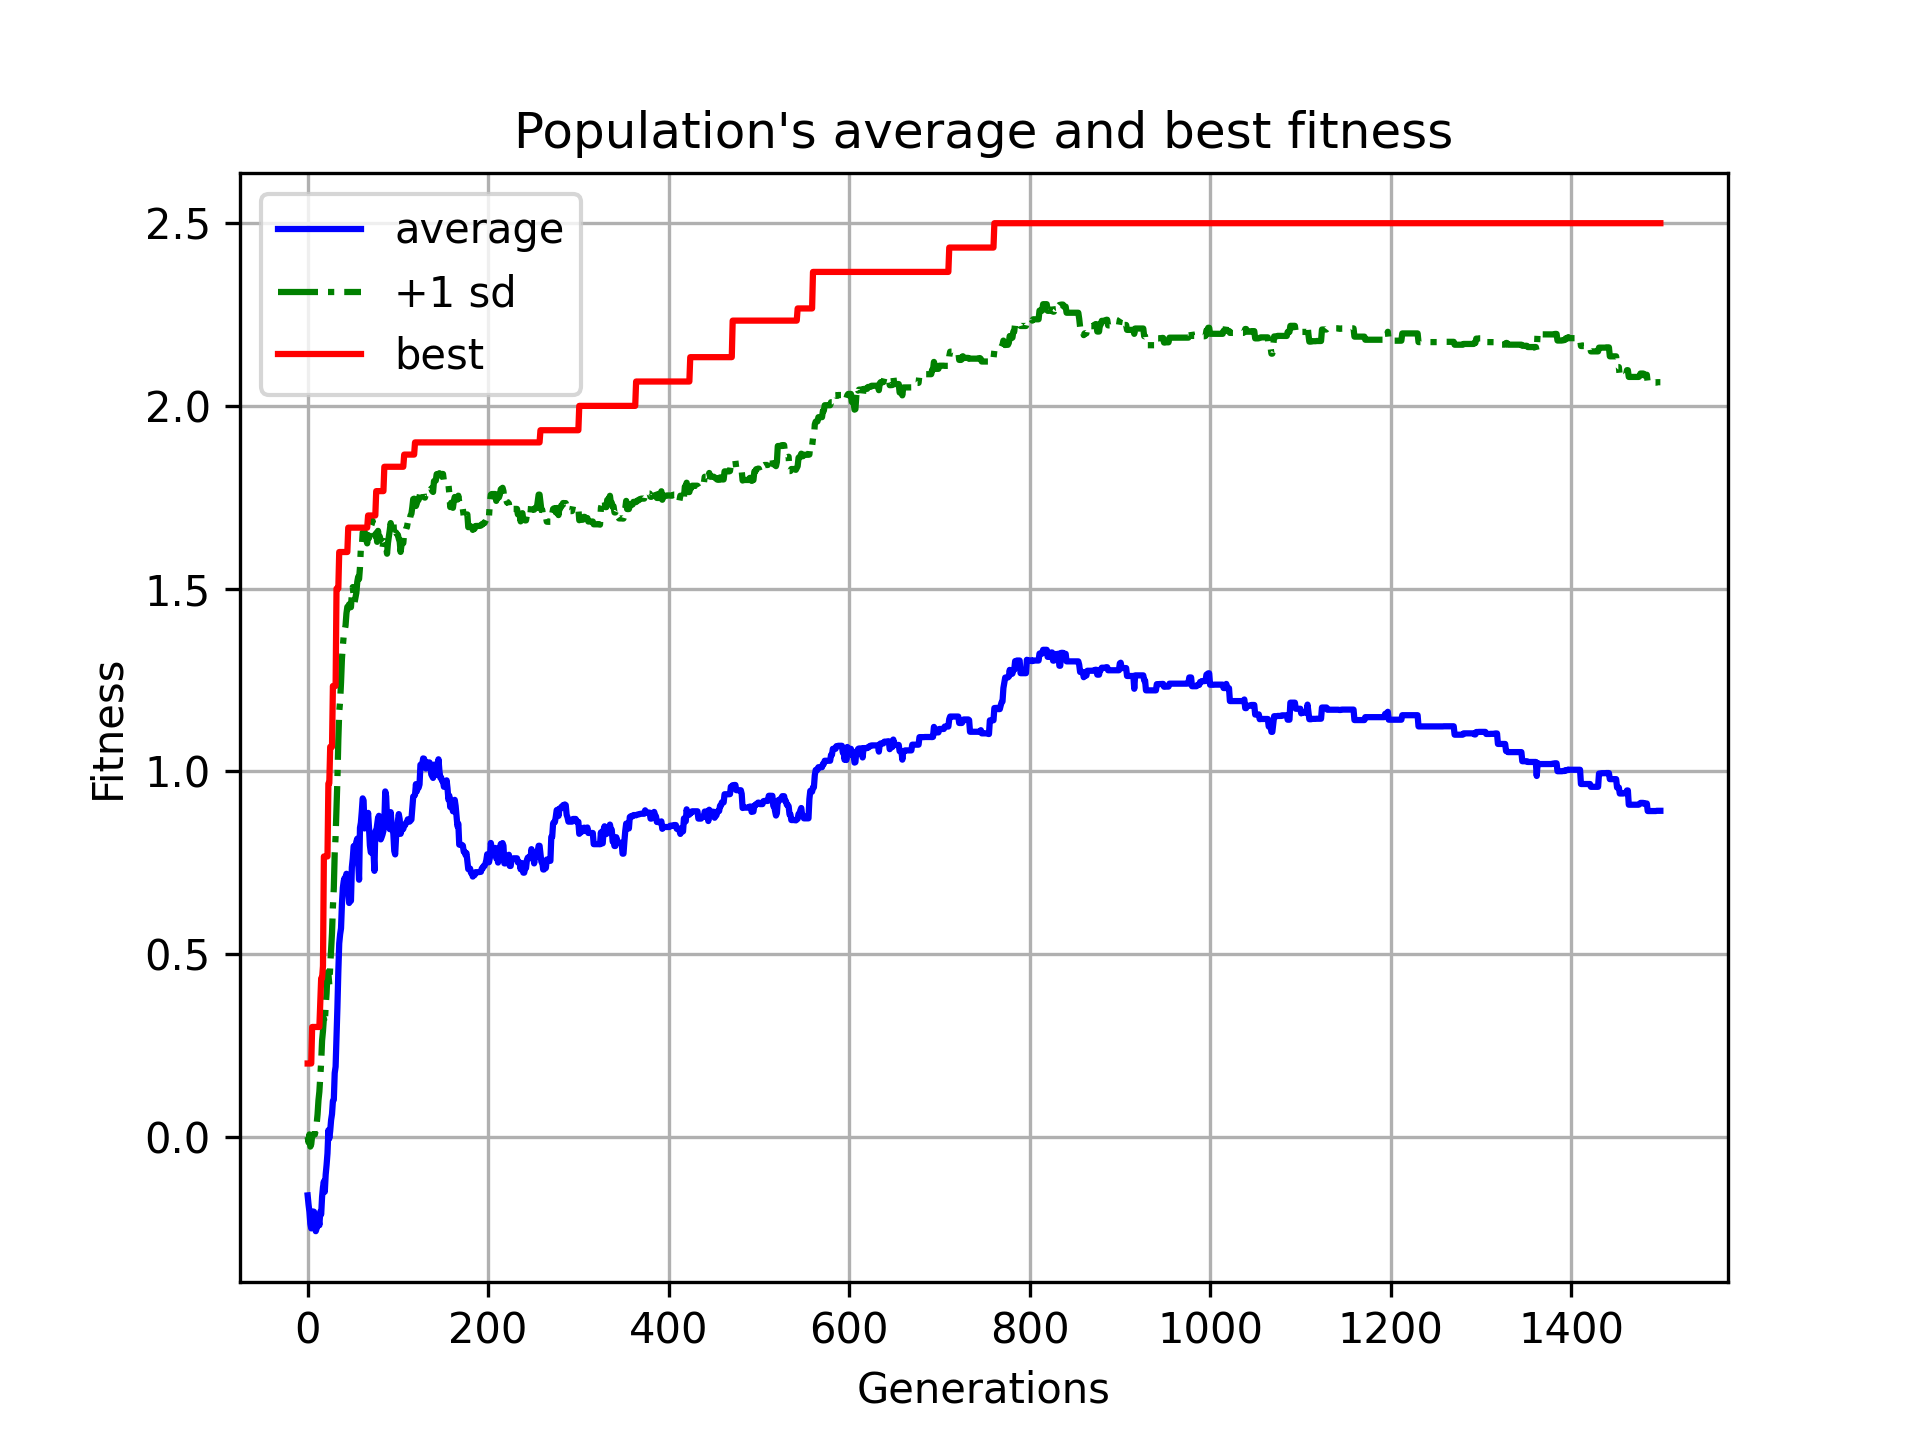 Population's average and best fitness
average
+1 sd
best
2.5
2.0
1.5
1.0
0.5
0.0
Fitness
0 200 400 600 800 1000 1200 1400
Generations